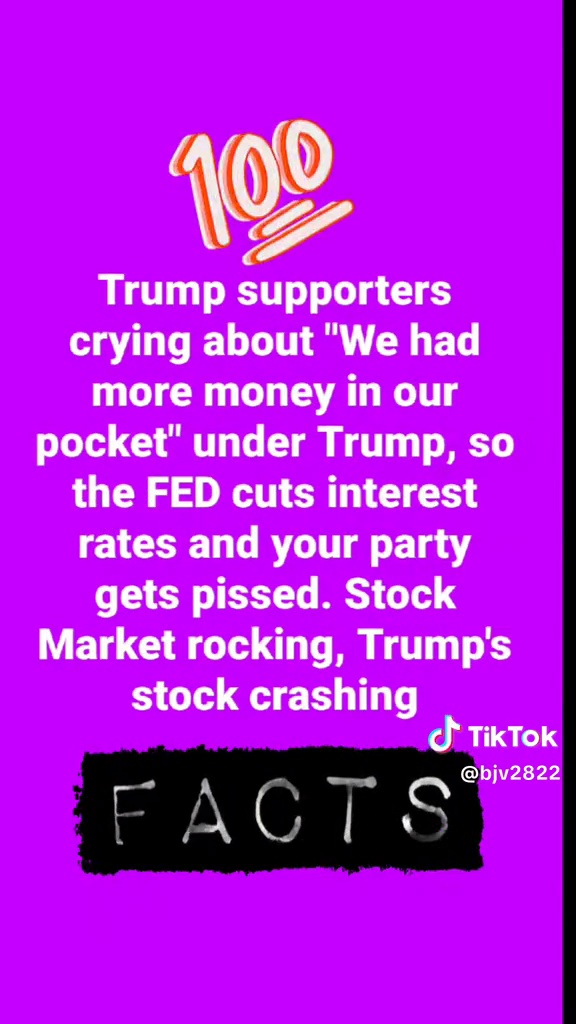 100
Trump supporters
crying about "We had
more money in our
pocket" under Trump, so
the FED cuts interest
rates and your party
gets pissed. Stock
Market rocking, Trump's
stock crashing
TikTok
@bjv2822
FACTS